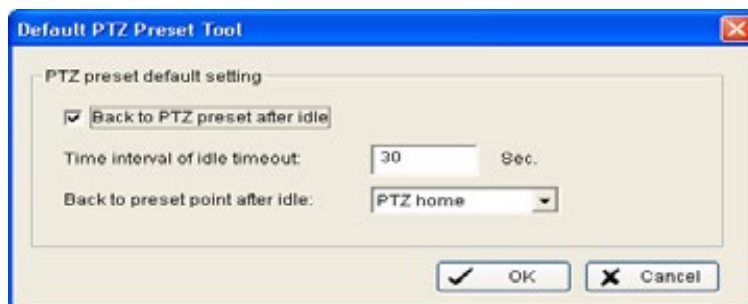 Default PTZ Preset Tool
PTZ preset default setting
Back to PTZ preset after idle
Time interval of idle timeout: 30 Sec.
Back to preset point after idle: PTZ home
OK Cancel